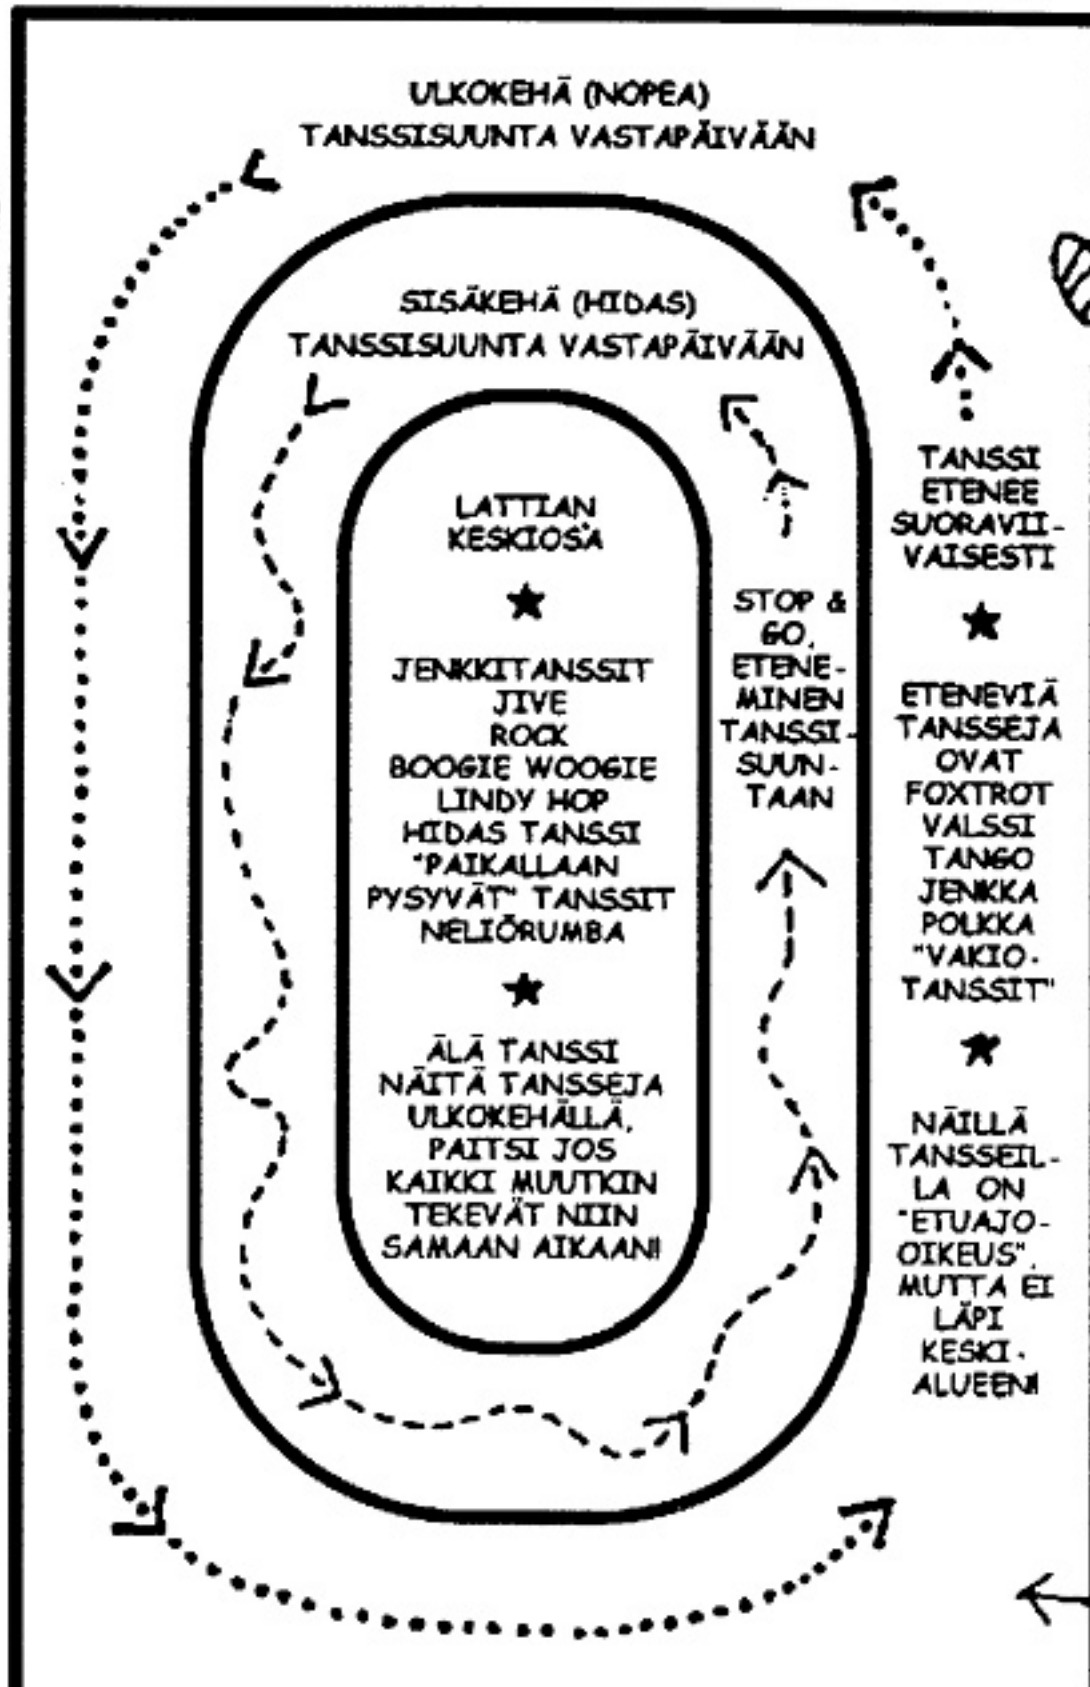 ULKOKEHÄ (NOPEA)
TANSSISUUNTA VASTAPÄIVÄÄN
SISÄKEHÄ (HIDAS)
TANSSISUUNTA VASTAPÄIVÄÄN
LATTIAN
KESKIOSA
JENKKITANSSIT
JIVE
ROCK
BOOGIE WOOGIE
LINDY HOP
HIDAS TANSSI
"PAIKALLAAN
PYSYVÄT" TANSSIT
NELIÖRUMBA
ÄLÄ TANSSI
NÄITÄ TANSSEJA
ULKOKEHÄLLÄ,
PAITSI JOS
KAIKKI MUUTKIN
TEKEVÄT NIIN
SAMAAN AIKAAN!
STOP &
GO,
ETENE-
MINEN
TANSSI-
SUUN-
TAAN
TANSSI
ETENEE
SUORAVII-
VAISESTI
ETENEVIÄ
TANSSEJA
OVAT
FOXTROT
VALSSI
TANGO
JENKKA
POLKKA
"VAKIO-
TANSSIT"
NÄILLÄ
TANSSEIL-
LA ON
"ETUAJO-
OIKEUS",
MUTTA EI
LÄPI
KESKI-
ALUEEN!